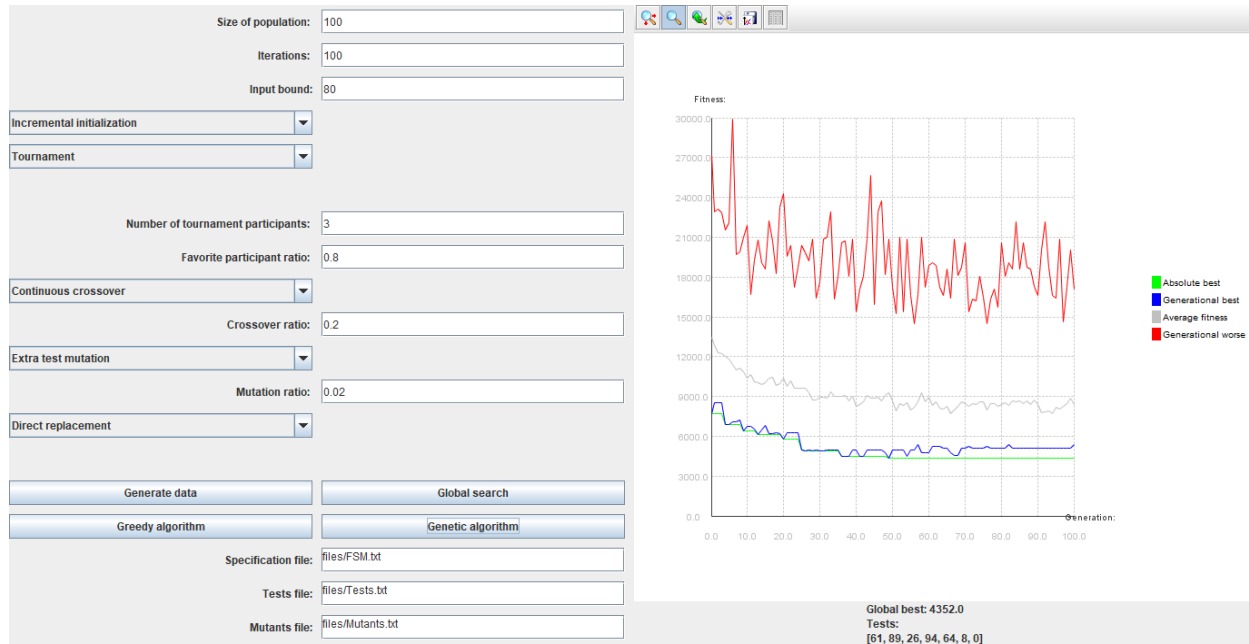 Size of population: 100
Iterations: 100
Input bound: 80
Incremental initialization
Tournament
Number of tournament participants: 3
Favorite participant ratio: 0.8
Continuous crossover
Crossover ratio: 0.2
Extra test mutation
Mutation ratio: 0.02
Direct replacement
Generate data Global search
Greedy algorithm Genetic algorithm
Specification file: files/FSM.txt
Tests file: files/Tests.txt
Mutants file: files/Mutants.txt
Fitness:
30000.0
27000.0
24000.0
21000.0
18000.0
15000.0
12000.0
9000.0
6000.0
3000.0
0.0
Generation:
0.0 10.0 20.0 30.0 40.0 50.0 60.0 70.0 80.0 90.0 100.0
Absolute best
Generational best
Average fitness
Generational worse
Global best: 4352.0
Tests:
[61, 89, 26, 94, 64, 8, 0]